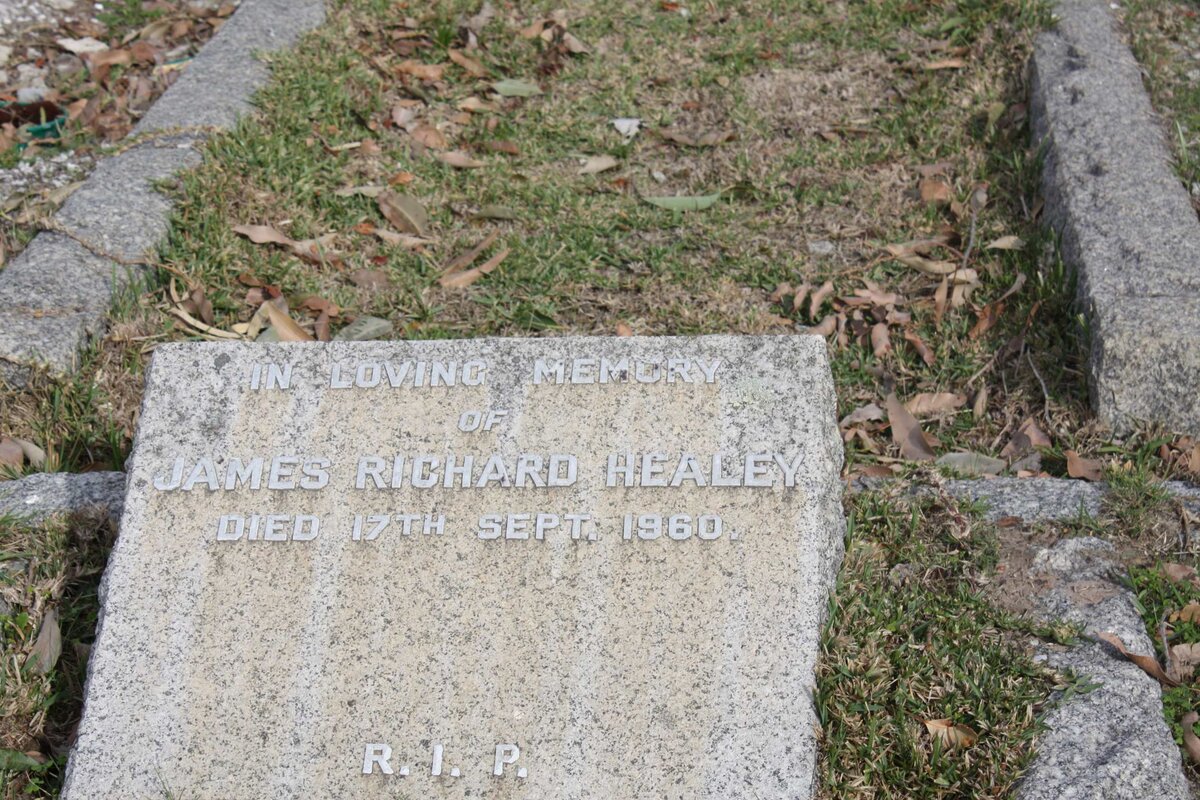 IN LOVING MEMORY
OF
JAMES RICHARD HEALEY
DIED 17TH SEPT. 1960.
R. I. P.